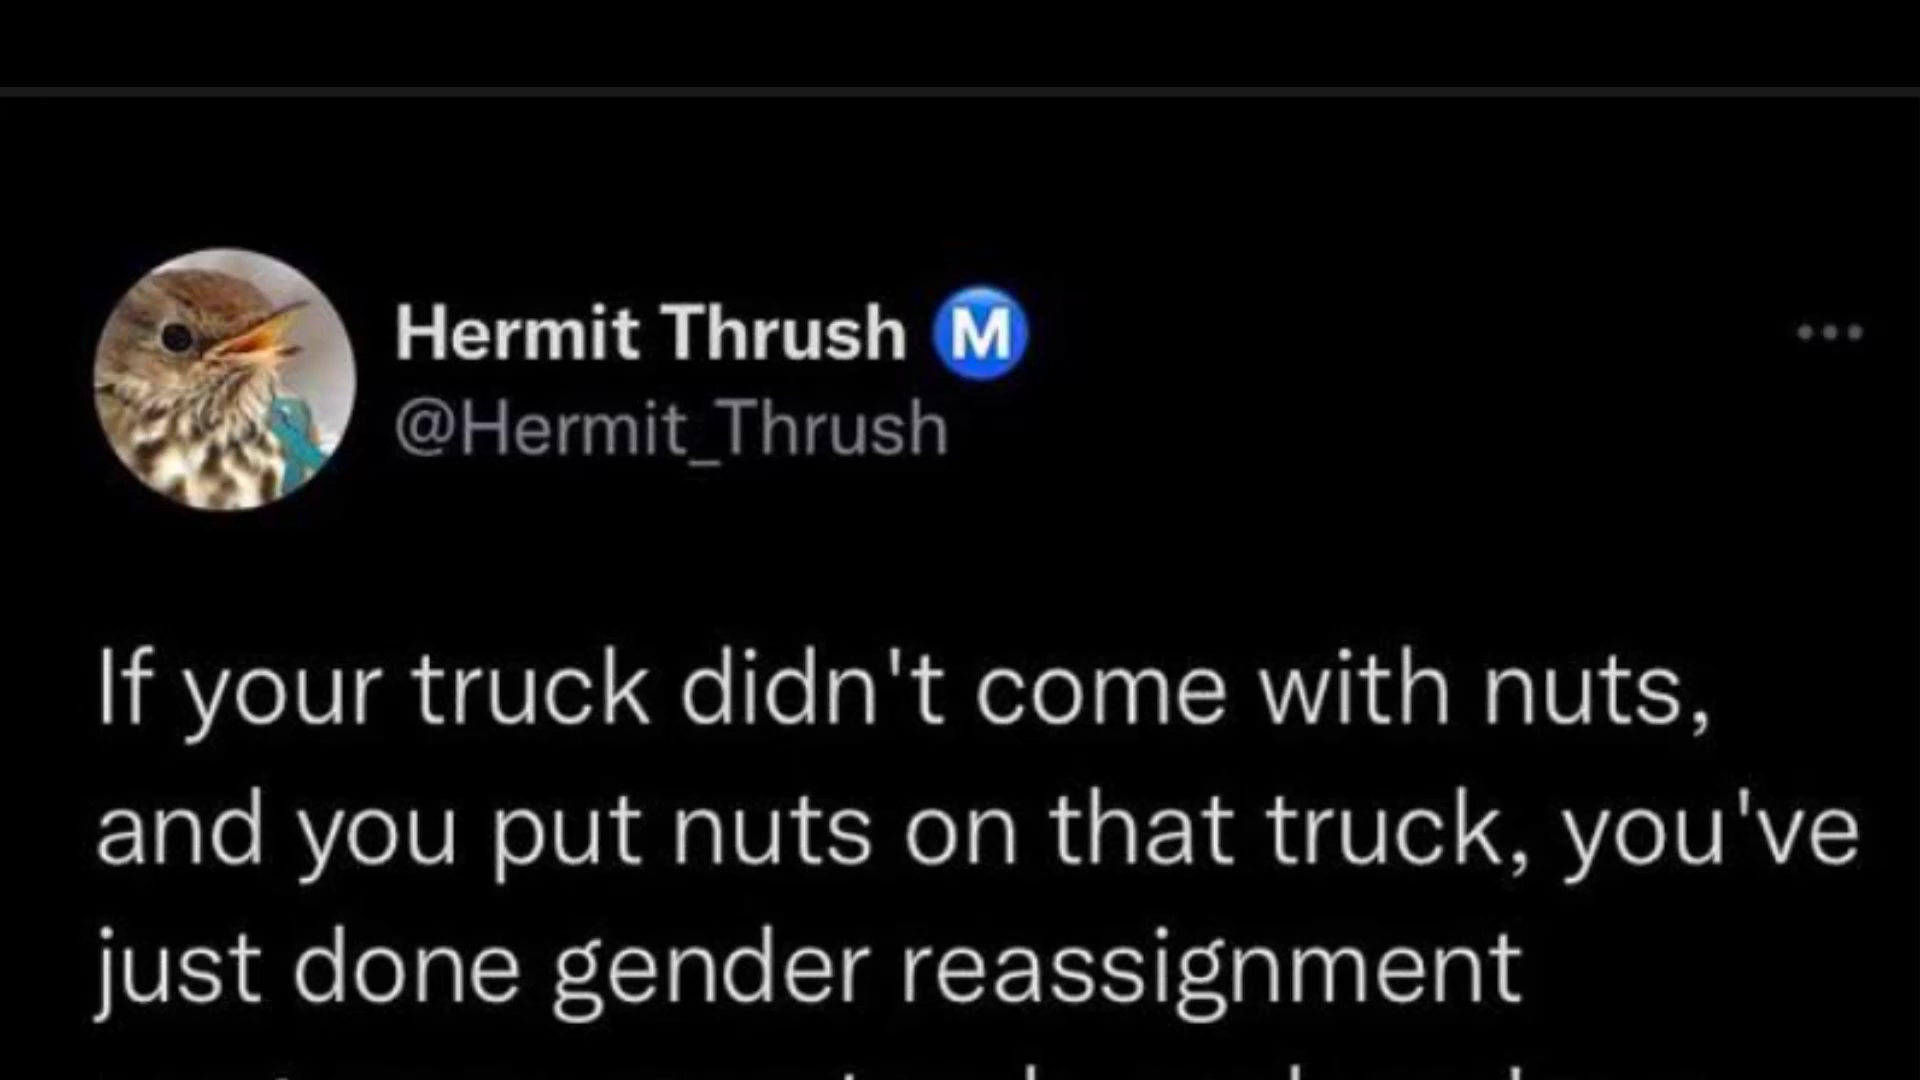 Hermit Thrush Ⓜ
@Hermit_Thrush
If your truck didn't come with nuts,
and you put nuts on that truck, you've
just done gender reassignment